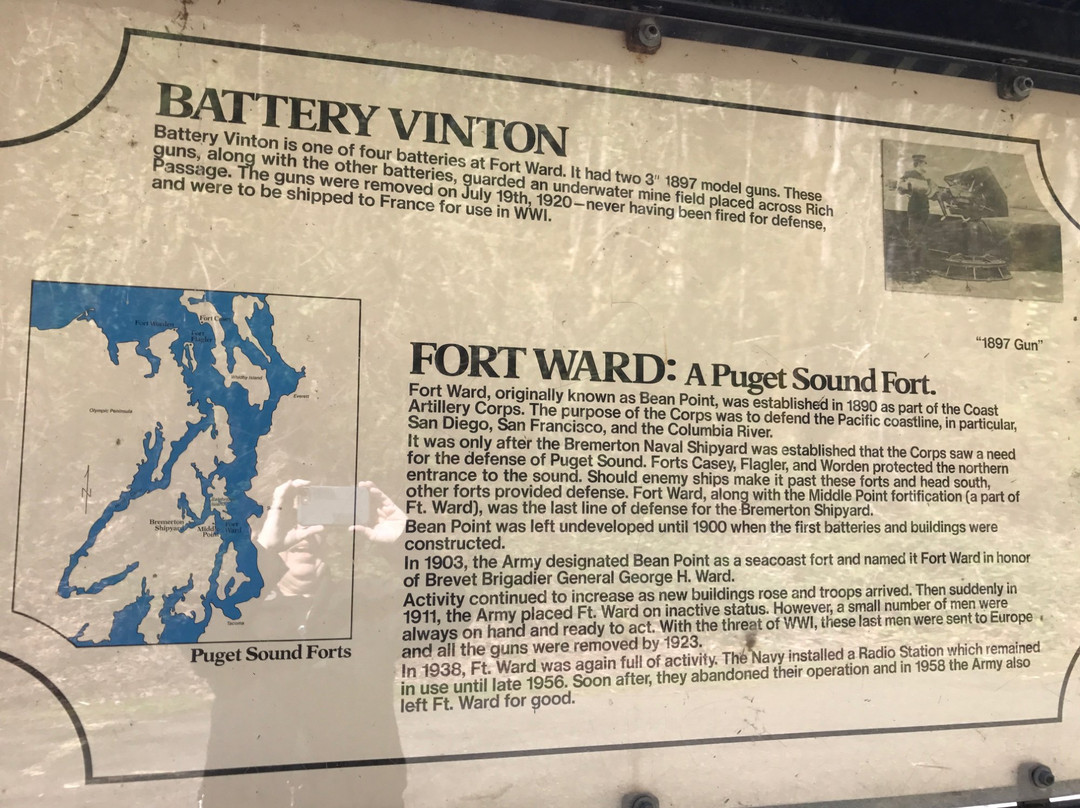 BATTERY VINTON
Battery Vinton is one of four batteries at Fort Ward. It had two 3" 1897 model guns. These
guns, along with the other batteries, guarded an underwater mine field placed across Rich
Passage. The guns were removed on July 19th, 1920—never having been fired for defense,
and were to be shipped to France for use in WWI.
"1897 Gun"
FORT WARD: A Puget Sound Fort.
Fort Ward, originally known as Bean Point, was established in 1890 as part of the Coast
Artillery Corps. The purpose of the Corps was to defend the Pacific coastline, in particular,
San Diego, San Francisco, and the Columbia River.
It was only after the Bremerton Naval Shipyard was established that the Corps saw a need
for the defense of Puget Sound. Forts Casey, Flagler, and Worden protected the northern
entrance to the sound. Should enemy ships make it past these forts and head south,
other forts provided defense. Fort Ward, along with the Middle Point fortification (a part of
Ft. Ward), was the last line of defense for the Bremerton Shipyard.
Bean Point was left undeveloped until 1900 when the first batteries and buildings were
constructed.
In 1903, the Army designated Bean Point as a seacoast fort and named it Fort Ward in honor
of Brevet Brigadier General George H. Ward.
Activity continued to increase as new buildings rose and troops arrived. Then suddenly in
1911, the Army placed Ft. Ward on inactive status. However, a small number of men were
always on hand and ready to act. With the threat of WWI, these last men were sent to Europe
and all the guns were removed by 1923.
In 1938, Ft. Ward was again full of activity. The Navy installed a Radio Station which remained
in use until late 1956. Soon after, they abandoned their operation and in 1958 the Army also
left Ft. Ward for good.
Fort Worden
Fort
Fort
Flagler
Whidby Island
Everett
Olympic Peninsula
N
Bremerton
Shipyard
Middle
Point
Fort
Ward
Tacoma
Puget Sound Forts